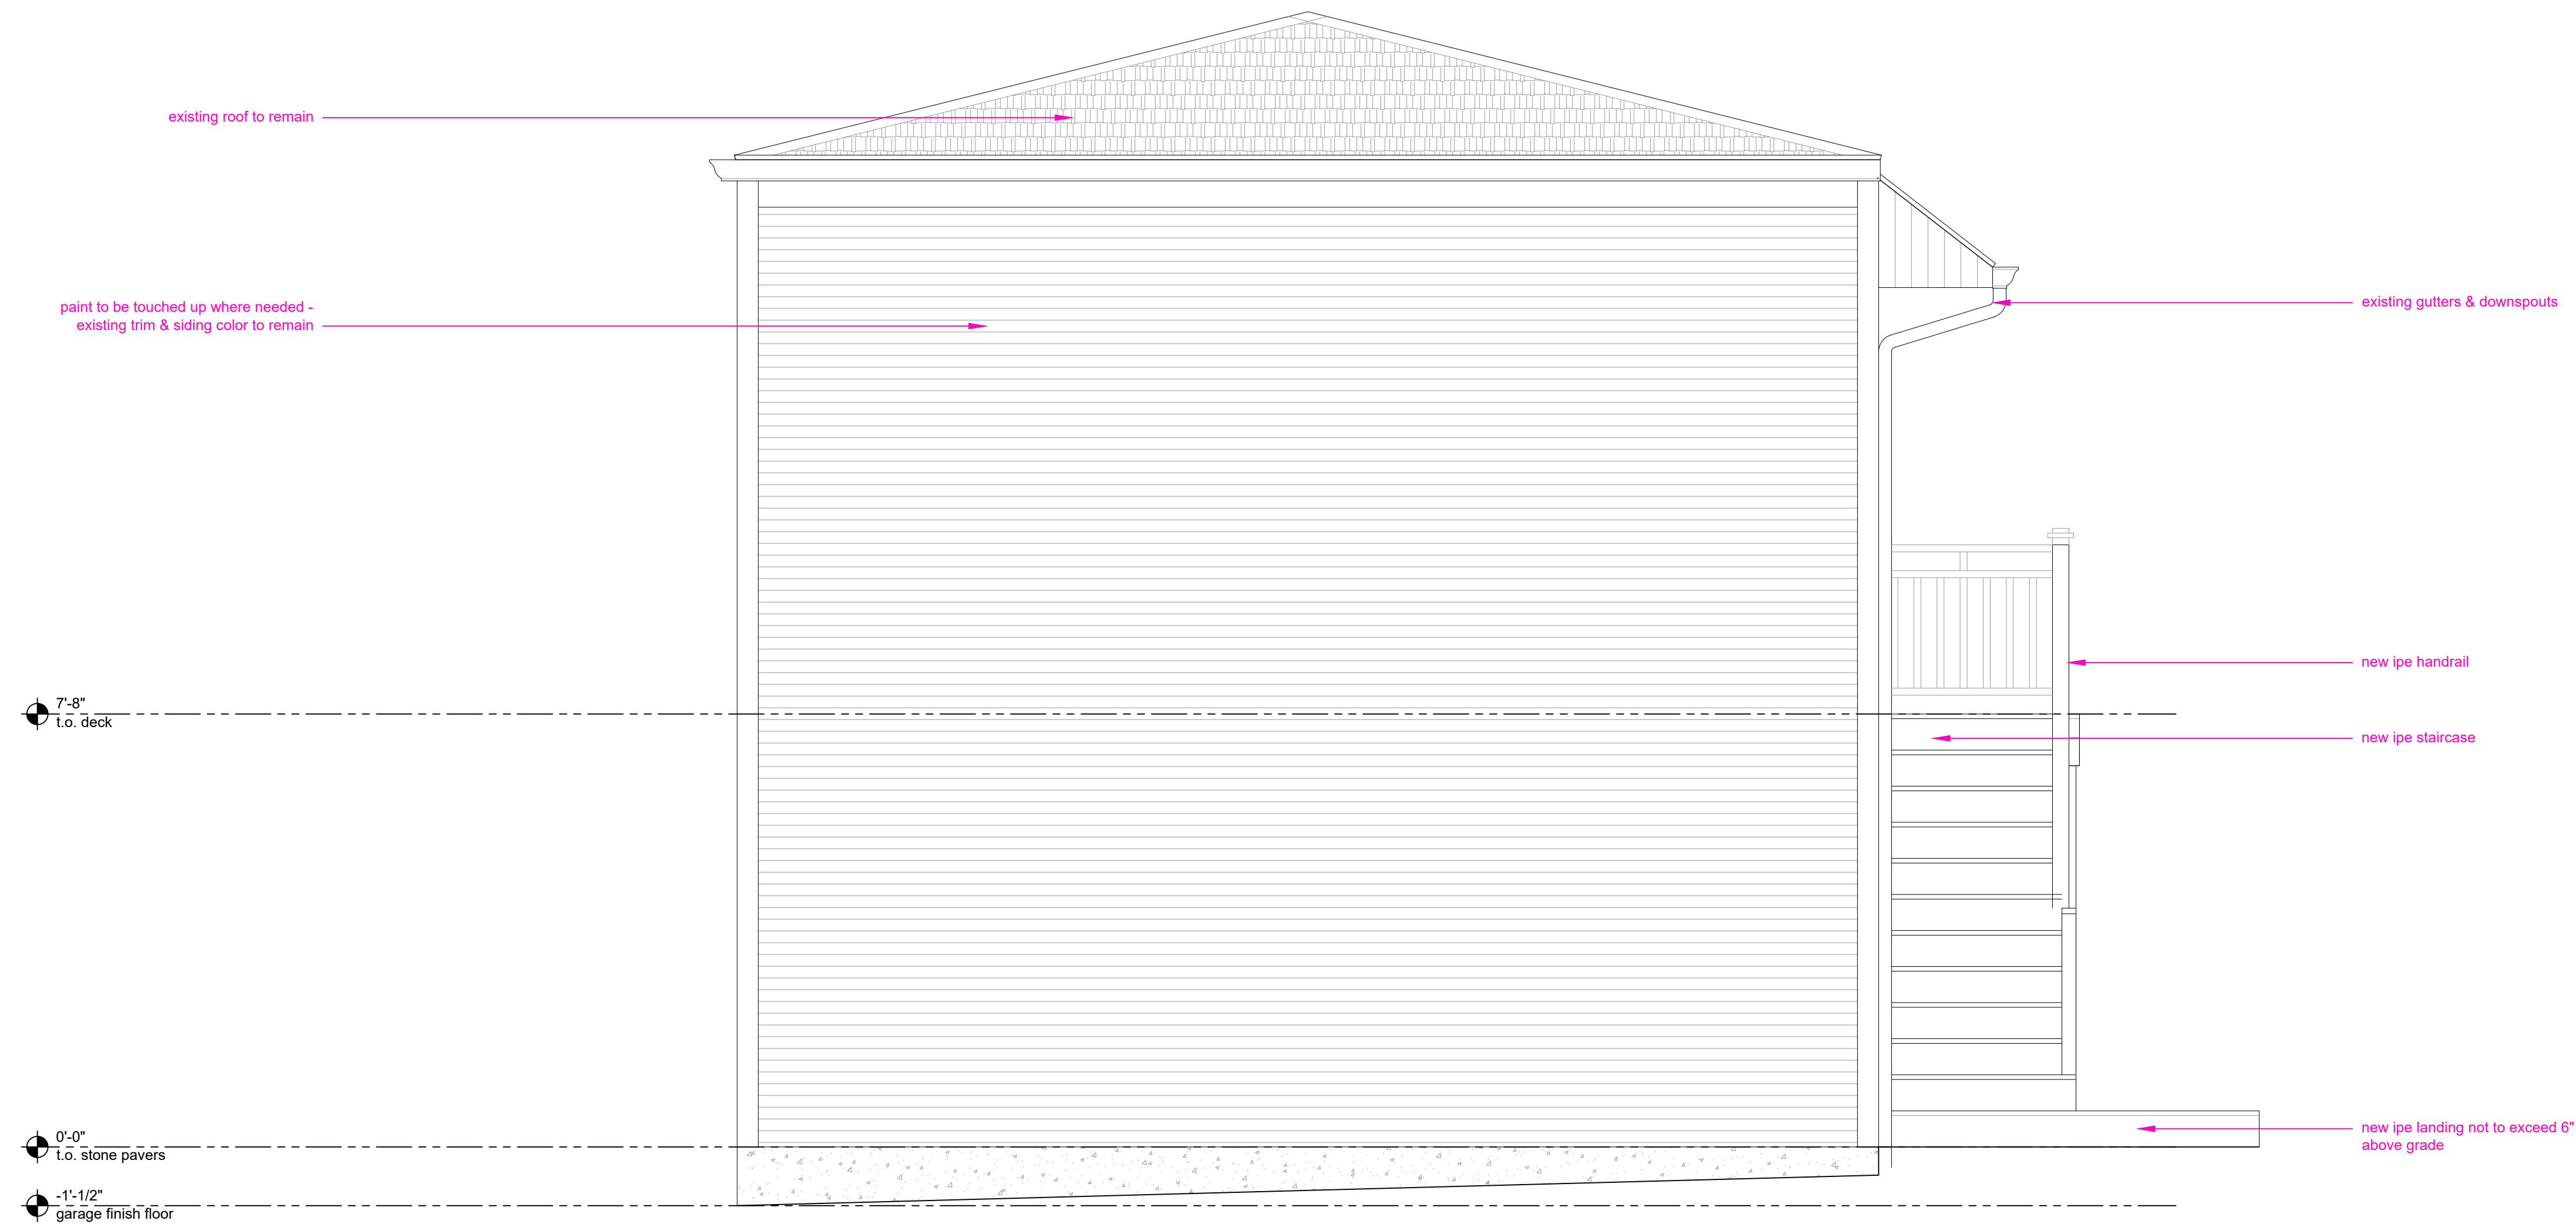 existing roof to remain
paint to be touched up where needed -
existing trim & siding color to remain
existing gutters & downspouts
new ipe handrail
7'-8"
t.o. deck
new ipe staircase
new ipe landing not to exceed 6"
above grade
0'-0"
t.o. stone pavers
-1'-1/2"
garage finish floor